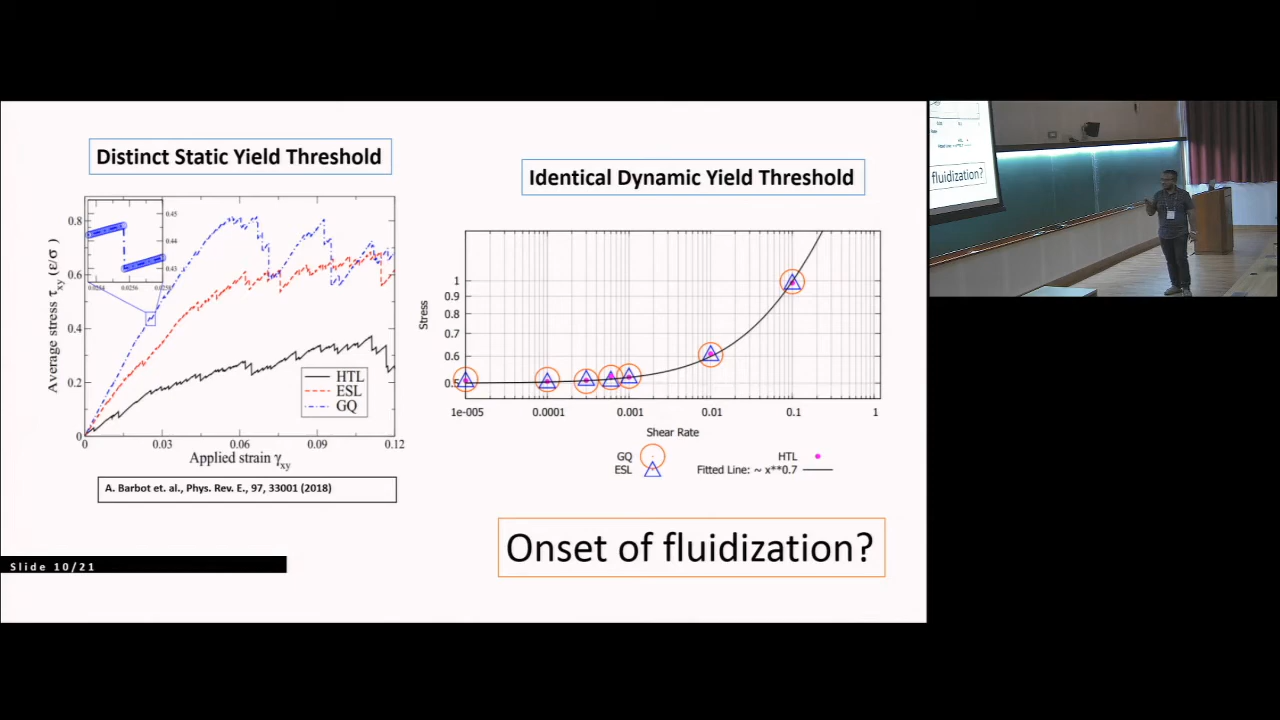 Distinct Static Yield Threshold
Identical Dynamic Yield Threshold
Average stress τxy (ε/σ )
0.8
0.6
0.4
0.2
0
0.45
0.44
0.43
0.0256
HTL
ESL
GQ
0 0.03 0.06 0.09 0.12
Applied strain γxy
A. Barbot et. al., Phys. Rev. E., 97, 33001 (2018)
Stress
1
0.9
0.8
0.7
0.6
0.5
1e-005 0.0001 0.001 0.01 0.1 1
Shear Rate
GQ HTL
ESL Fitted Line: ~ x**0.7
Onset of fluidization?
Slide 10/21
fluidization?